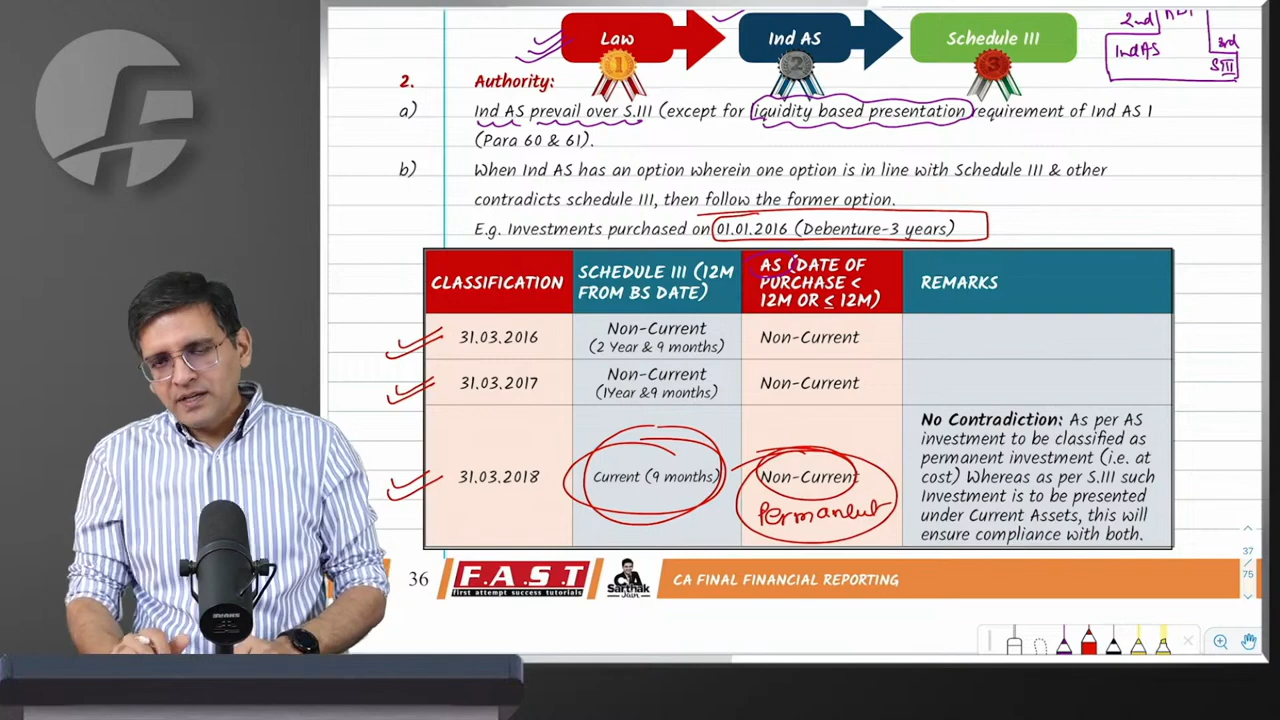 Law
1
Ind AS
2
Schedule III
3
2nd
Ind AS
3rd
S III
2. Authority:
a) Ind AS prevail over S.III (except for liquidity based presentation requirement of Ind AS 1
(Para 60 & 61).
b) When Ind AS has an option wherein one option is in line with Schedule III & other
contradicts schedule III, then follow the former option.
E.g. Investments purchased on 01.01.2016 (Debenture-3 years)
CLASSIFICATION
SCHEDULE III (12M
FROM BS DATE)
AS (DATE OF
PURCHASE <
12M OR ≤ 12M)
REMARKS
31.03.2016
Non-Current
(2 Year & 9 months)
Non-Current
31.03.2017
Non-Current
(1Year &9 months)
Non-Current
31.03.2018
Current (9 months)
Non-Current
Permanent
No Contradiction: As per AS
investment to be classified as
permanent investment (i.e. at
cost) Whereas as per S.III such
Investment is to be presented
under Current Assets, this will
ensure compliance with both.
36
F.A.S.T
first attempt success tutorials
CA
Sarthak
Jain
CA FINAL FINANCIAL REPORTING
37
/
75
SHURE